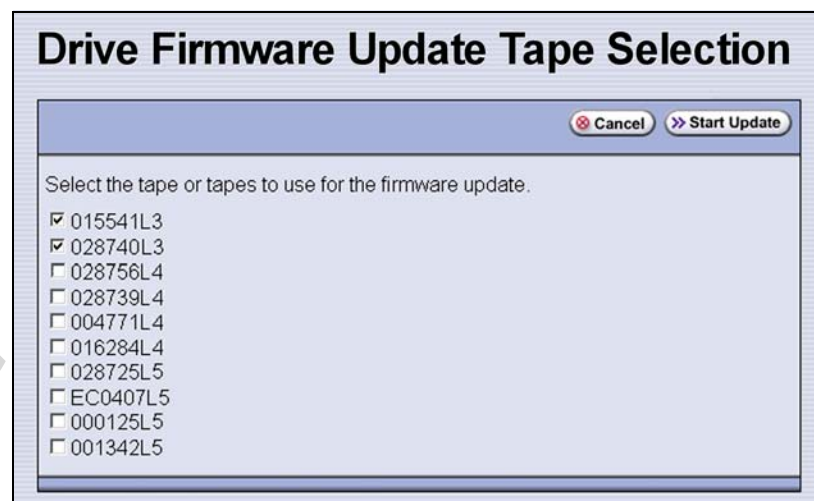 Drive Firmware Update Tape Selection
Cancel Start Update
Select the tape or tapes to use for the firmware update.
015541L3
028740L3
028756L4
028739L4
004771L4
016284L4
028725L5
EC0407L5
000125L5
001342L5